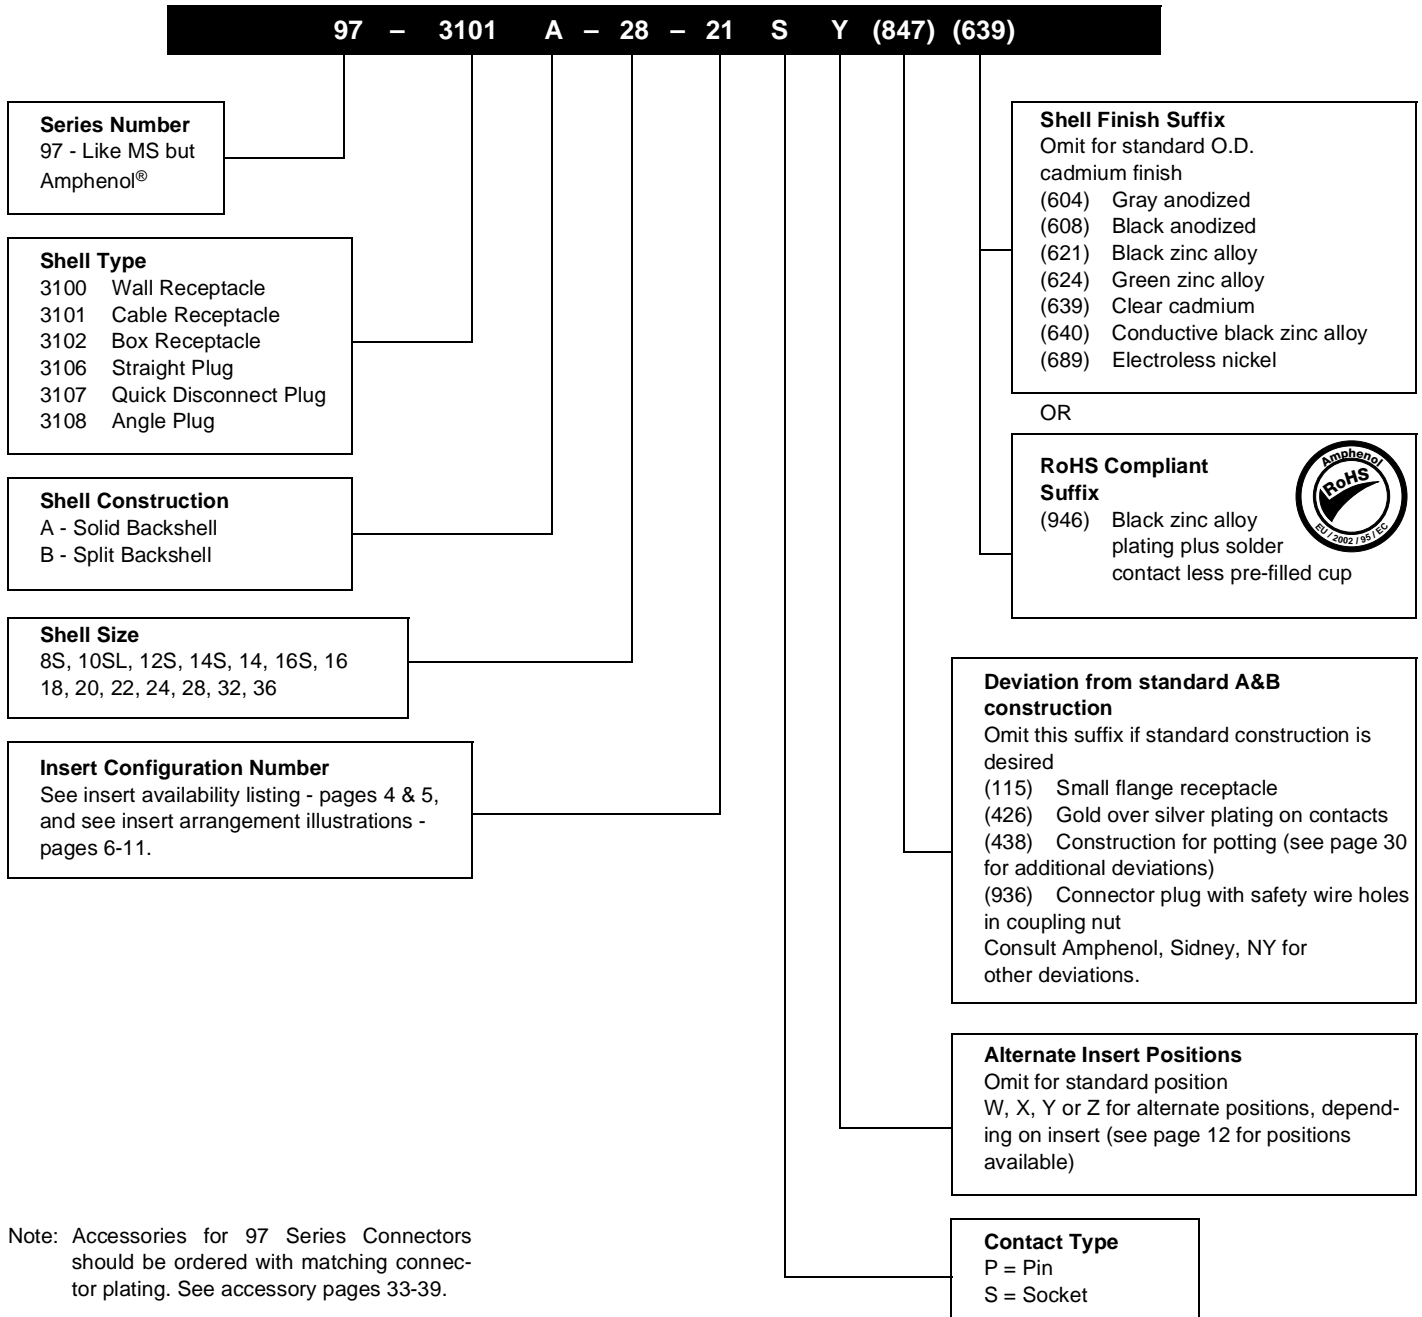 97 – 3101 A – 28 – 21 S Y (847) (639)
Series Number
97 - Like MS but
Amphenol®
Shell Type
3100 Wall Receptacle
3101 Cable Receptacle
3102 Box Receptacle
3106 Straight Plug
3107 Quick Disconnect Plug
3108 Angle Plug
Shell Construction
A - Solid Backshell
B - Split Backshell
Shell Size
8S, 10SL, 12S, 14S, 14, 16S, 16
18, 20, 22, 24, 28, 32, 36
Insert Configuration Number
See insert availability listing - pages 4 & 5,
and see insert arrangement illustrations -
pages 6-11.
Note: Accessories for 97 Series Connectors
should be ordered with matching connec-
tor plating. See accessory pages 33-39.
Shell Finish Suffix
Omit for standard O.D.
cadmium finish
(604) Gray anodized
(608) Black anodized
(621) Black zinc alloy
(624) Green zinc alloy
(639) Clear cadmium
(640) Conductive black zinc alloy
(689) Electroless nickel
OR
RoHS Compliant
Suffix
(946) Black zinc alloy
plating plus solder
contact less pre-filled cup
Amphenol
RoHS
EU / 2002 / 95 / EC
Deviation from standard A&B
construction
Omit this suffix if standard construction is
desired
(115) Small flange receptacle
(426) Gold over silver plating on contacts
(438) Construction for potting (see page 30
for additional deviations)
(936) Connector plug with safety wire holes
in coupling nut
Consult Amphenol, Sidney, NY for
other deviations.
Alternate Insert Positions
Omit for standard position
W, X, Y or Z for alternate positions, depend-
ing on insert (see page 12 for positions
available)
Contact Type
P = Pin
S = Socket